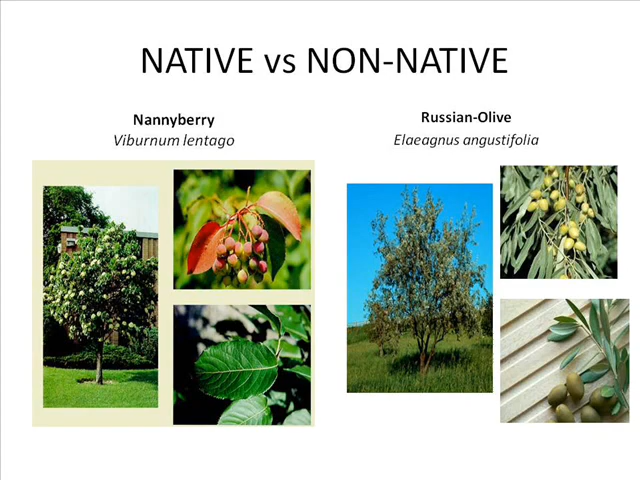 NATIVE vs NON-NATIVE
Nannyberry
Viburnum lentago
Russian-Olive
Elaeagnus angustifolia